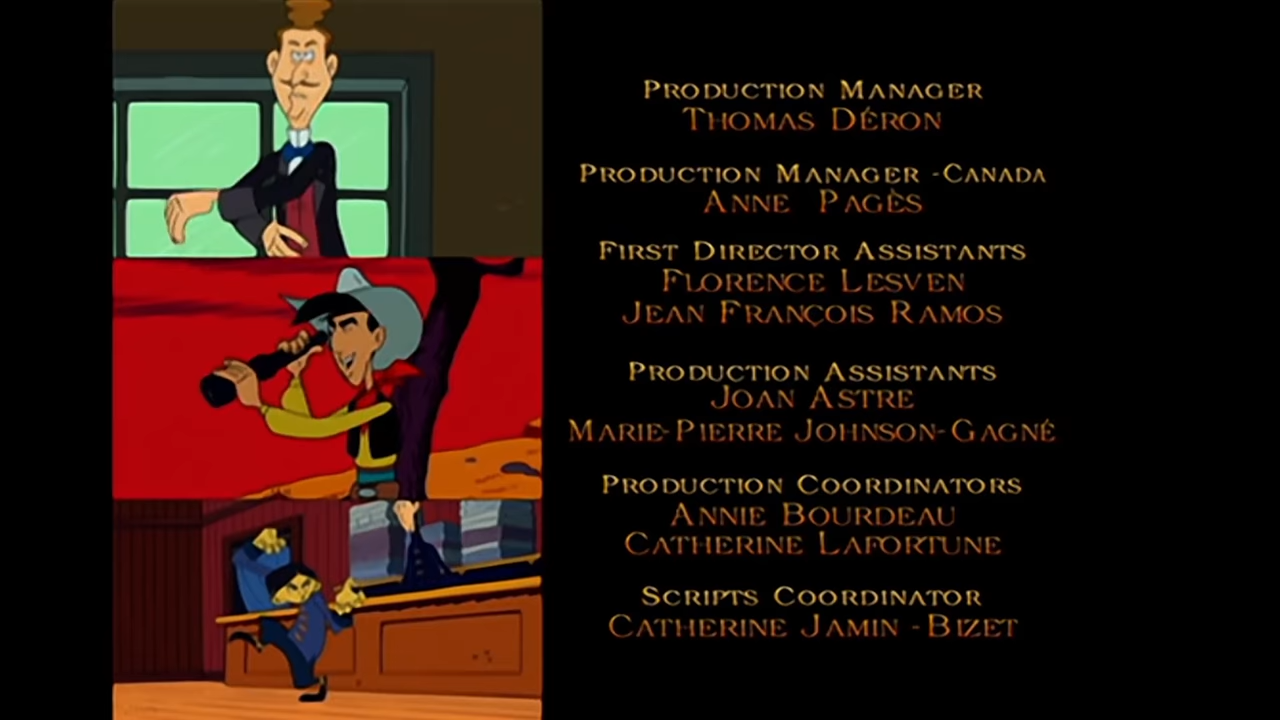 Production Manager
Thomas Déron
Production Manager -Canada
Anne Pagès
First Director Assistants
Florence Lesven
Jean François Ramos
Production Assistants
Joan Astre
Marie-Pierre Johnson-Gagné
Production Coordinators
Annie Bourdeau
Catherine Lafortune
Scripts Coordinator
Catherine Jamin -Bizet